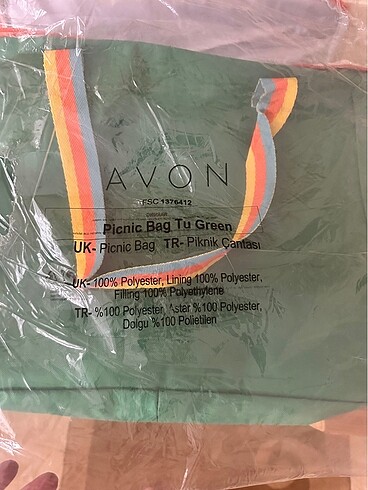 AVON
FSC 1376412
Picnic Bag Tu Green
UK- Picnic Bag TR- Piknik Çantası
UK- 100% Polyester, Lining 100% Polyester,
Filling 100% Polyethylene
TR- %100 Polyester, Astar %100 Polyester,
Dolgu %100 Polietilen